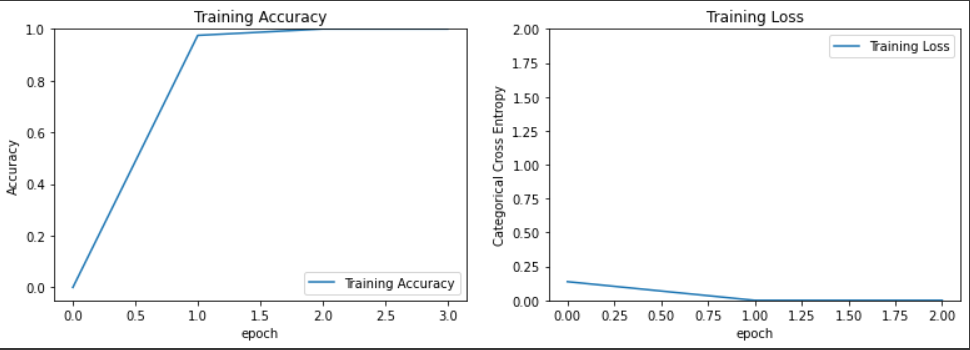 Training Accuracy
1.0
0.8
0.6
0.4
0.2
0.0
Accuracy
Training Accuracy
0.0 0.5 1.0 1.5 2.0 2.5 3.0
epoch
Training Loss
2.00
1.75
1.50
1.25
1.00
0.75
0.50
0.25
0.00
Categorical Cross Entropy
Training Loss
0.00 0.25 0.50 0.75 1.00 1.25 1.50 1.75 2.00
epoch